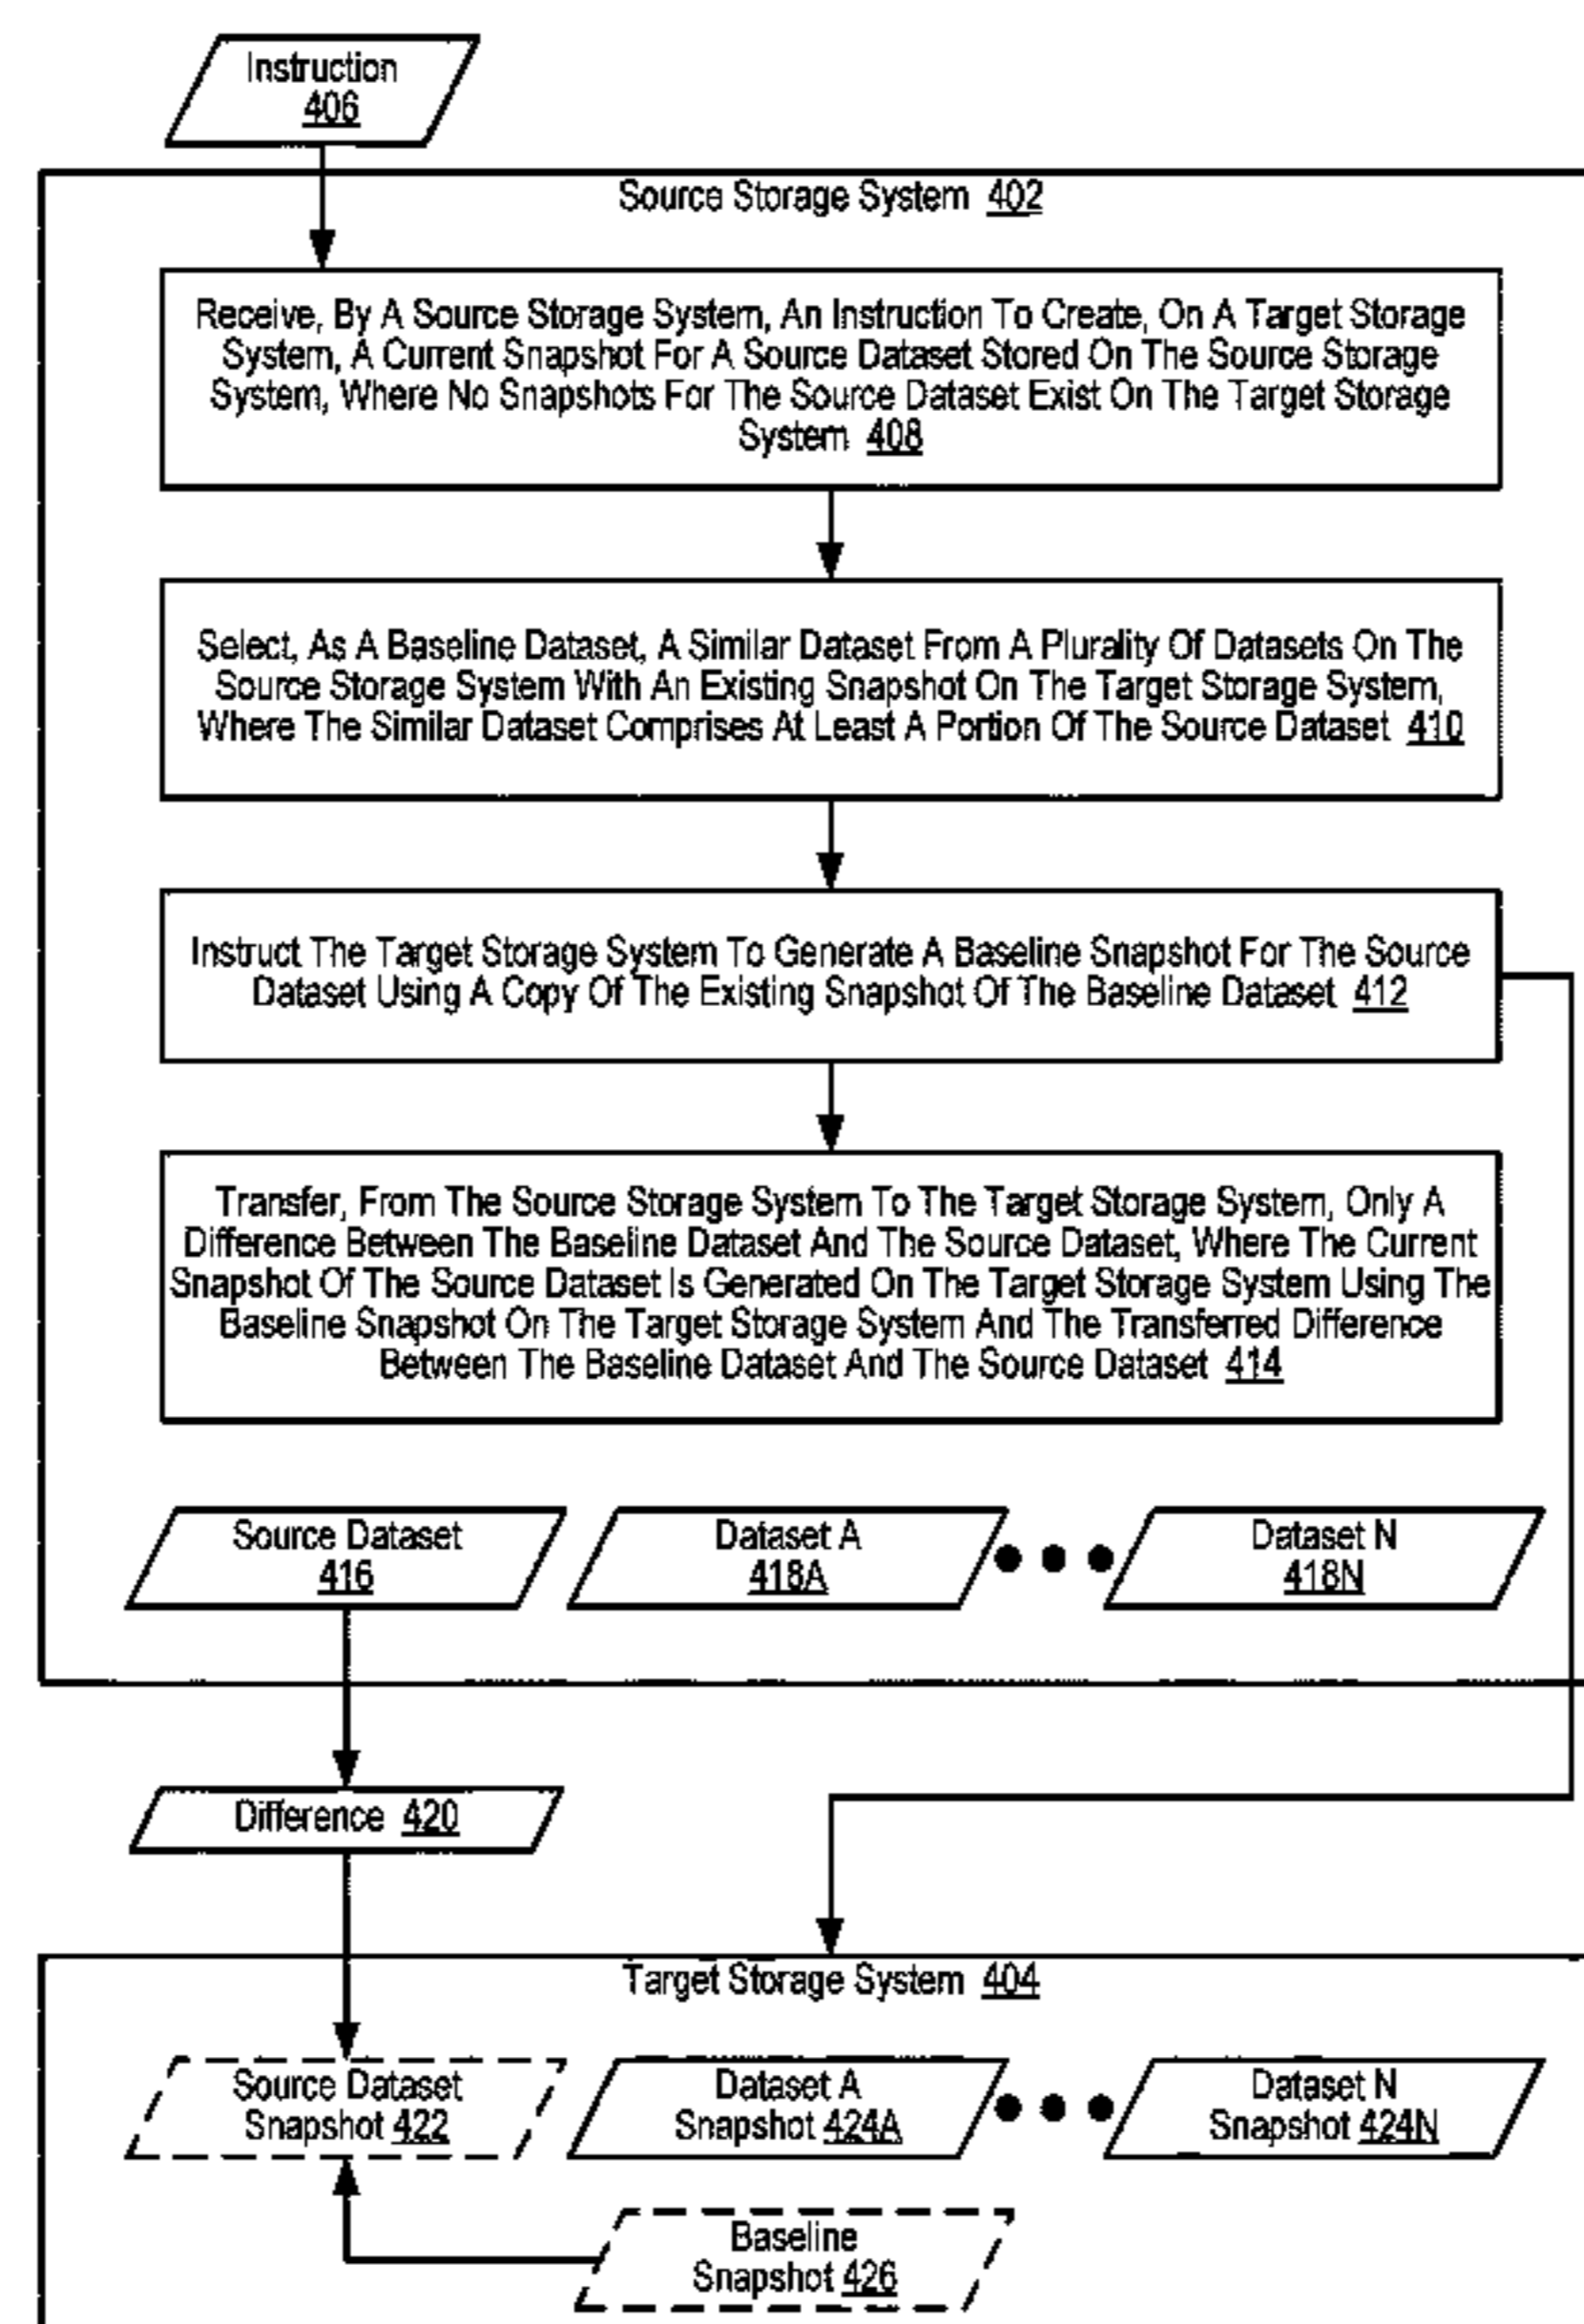 Instruction
406
Source Storage System 402
Receive, By A Source Storage System, An Instruction To Create, On A Target Storage
System, A Current Snapshot For A Source Dataset Stored On The Source Storage
System, Where No Snapshots For The Source Dataset Exist On The Target Storage
System 408
Select, As A Baseline Dataset, A Similar Dataset From A Plurality Of Datasets On The
Source Storage System With An Existing Snapshot On The Target Storage System,
Where The Similar Dataset Comprises At Least A Portion Of The Source Dataset 410
Instruct The Target Storage System To Generate A Baseline Snapshot For The Source
Dataset Using A Copy Of The Existing Snapshot Of The Baseline Dataset 412
Transfer, From The Source Storage System To The Target Storage System, Only A
Difference Between The Baseline Dataset And The Source Dataset, Where The Current
Snapshot Of The Source Dataset Is Generated On The Target Storage System Using The
Baseline Snapshot On The Target Storage System And The Transferred Difference
Between The Baseline Dataset And The Source Dataset 414
Source Dataset
416
Dataset A
418A
Dataset N
418N
Difference 420
Target Storage System 404
Source Dataset
Snapshot 422
Dataset A
Snapshot 424A
Dataset N
Snapshot 424N
Baseline
Snapshot 426